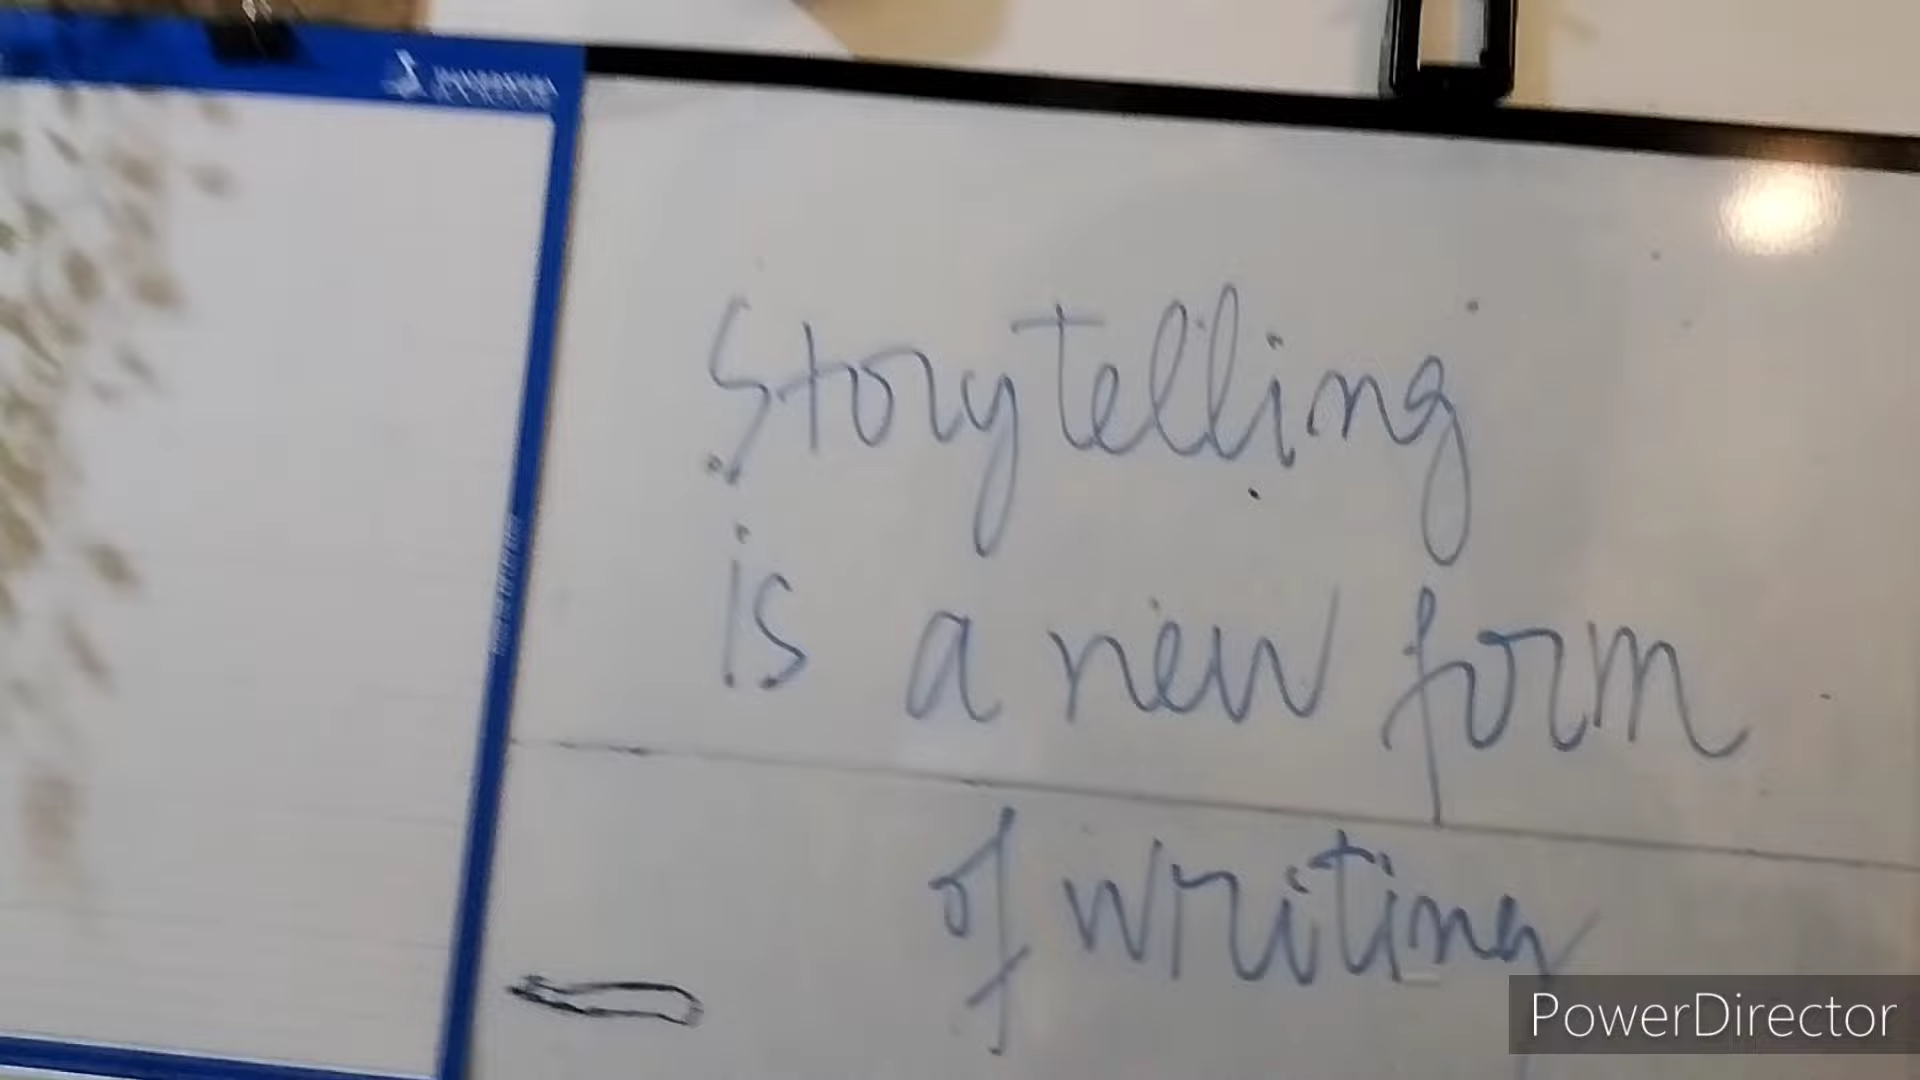 Storytelling
is a new form
of writing
PowerDirector